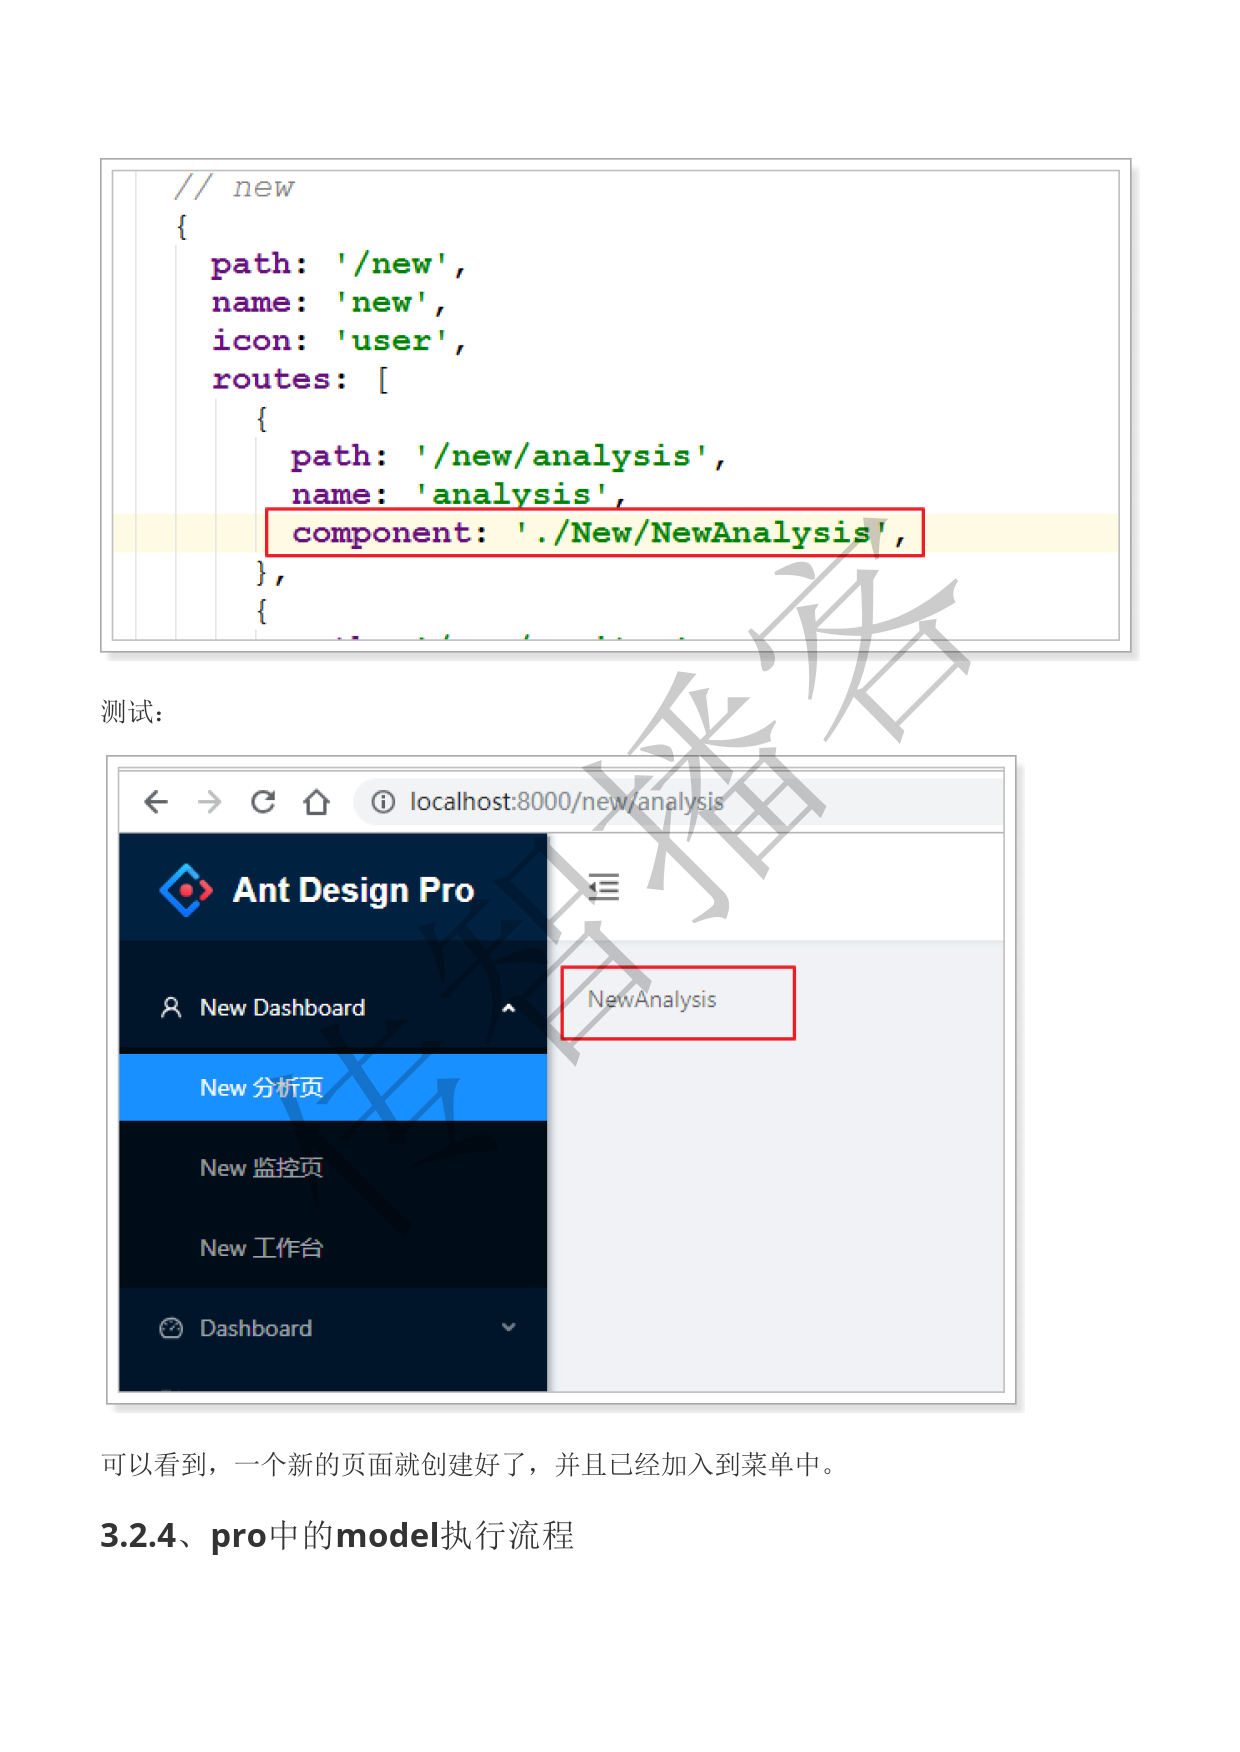 // new
{
path: '/new',
name: 'new',
icon: 'user',
routes: [
{
path: '/new/analysis',
name: 'analysis',
component: './New/NewAnalysis',
},
{
测试：
localhost:8000/new/analysis
Ant Design Pro
New Dashboard
NewAnalysis
New 分析页
New 监控页
New 工作台
Dashboard
可以看到，一个新的页面就创建好了，并且已经加入到菜单中。
3.2.4、pro中的model执行流程
传智播客